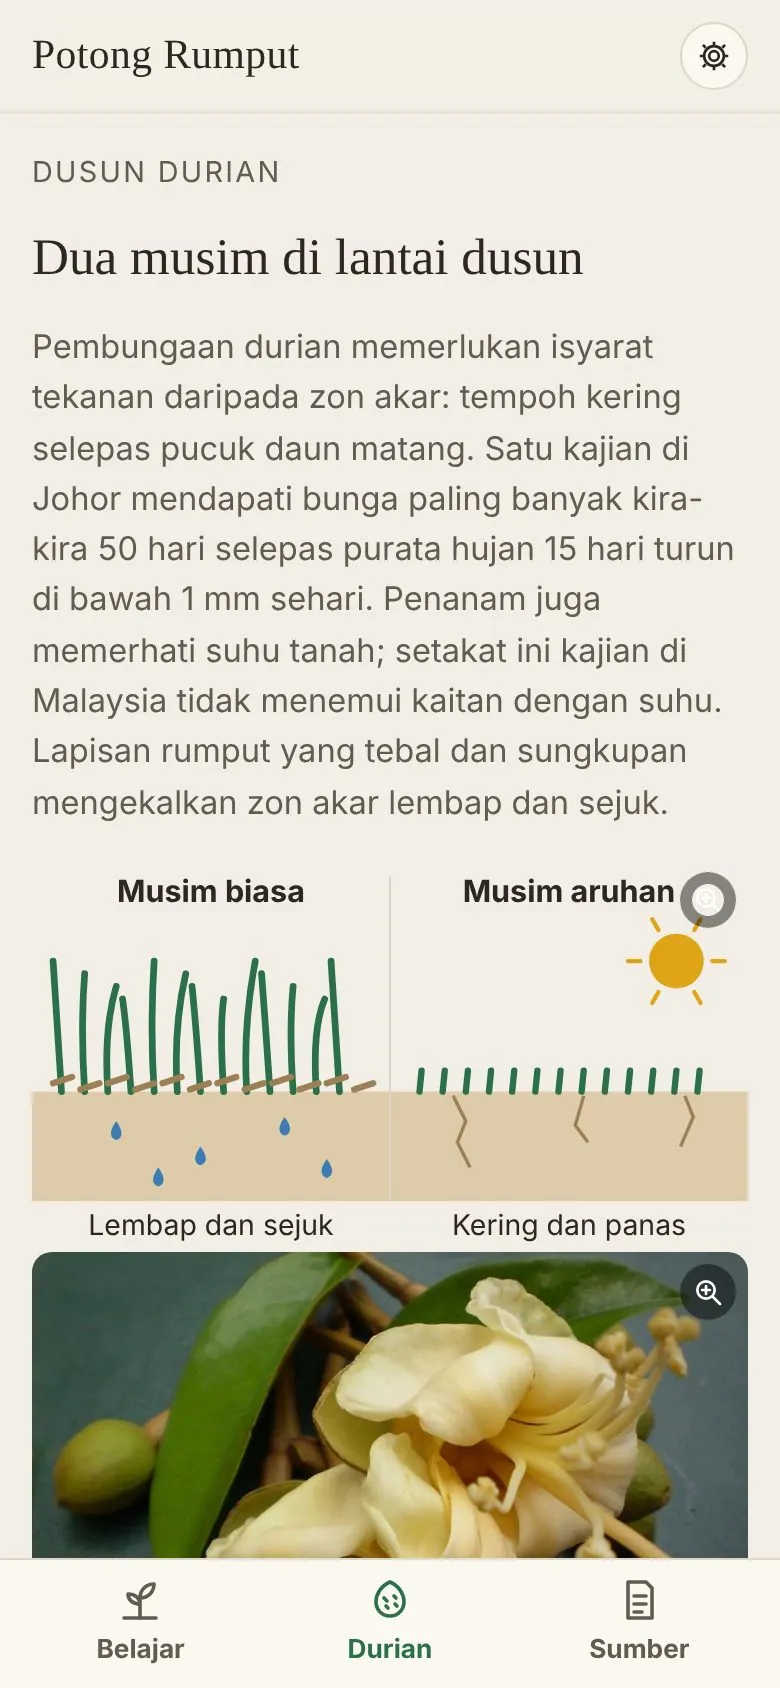 Potong Rumput
DUSUN DURIAN
Dua musim di lantai dusun
Pembungaan durian memerlukan isyarat
tekanan daripada zon akar: tempoh kering
selepas pucuk daun matang. Satu kajian di
Johor mendapati bunga paling banyak kira-
kira 50 hari selepas purata hujan 15 hari turun
di bawah 1 mm sehari. Penanam juga
memerhati suhu tanah; setakat ini kajian di
Malaysia tidak menemui kaitan dengan suhu.
Lapisan rumput yang tebal dan sungkupan
mengekalkan zon akar lembap dan sejuk.
Musim biasa
Musim aruhan
Lembap dan sejuk
Kering dan panas
Belajar
Durian
Sumber